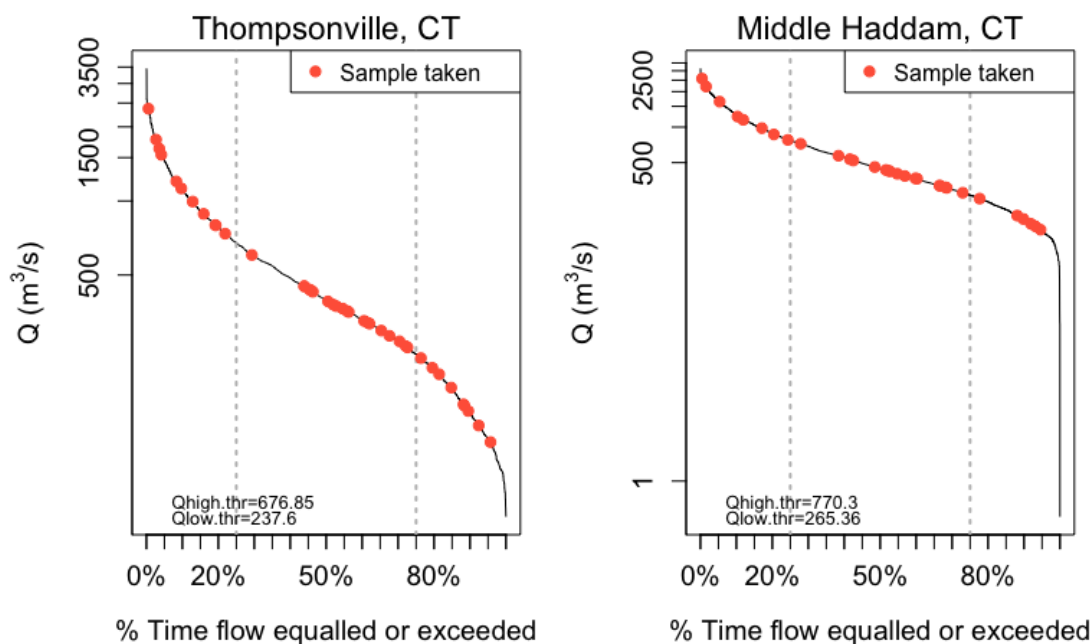 Thompsonville, CT
Sample taken
3500
1500
500
Q (m³/s)
Qhigh.thr=676.85
Qlow.thr=237.6
0% 20% 50% 80%
% Time flow equalled or exceeded
Middle Haddam, CT
Sample taken
2500
500
1
Q (m³/s)
Qhigh.thr=770.3
Qlow.thr=265.36
0% 20% 50% 80%
% Time flow equalled or exceeded